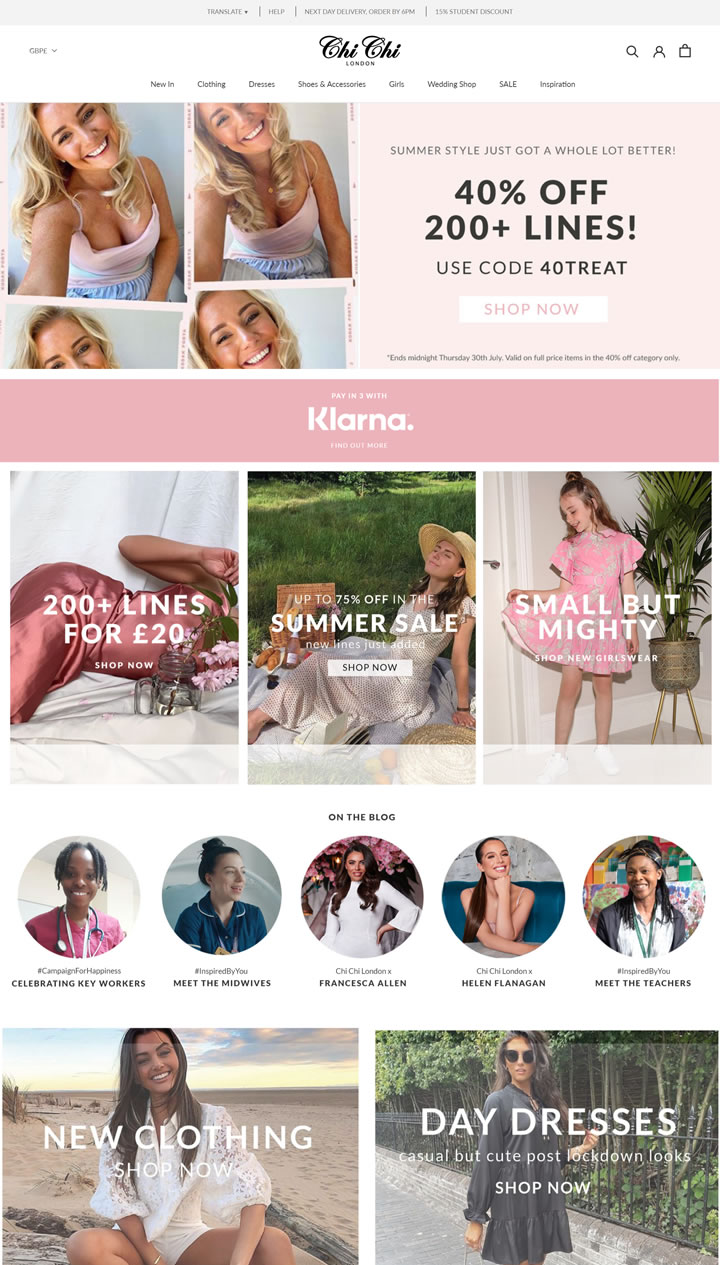 TRANSLATE ▾ | HELP | NEXT DAY DELIVERY, ORDER BY 6PM | 15% STUDENT DISCOUNT
GBP£
Chi Chi
LONDON
New In Clothing Dresses Shoes & Accessories Girls Wedding Shop SALE Inspiration
SUMMER STYLE JUST GOT A WHOLE LOT BETTER!
40% OFF
200+ LINES!
USE CODE 40TREAT
SHOP NOW
*Ends midnight Thursday 30th July. Valid on full price items in the 40% off category only.
PAY IN 3 WITH
Klarna.
FIND OUT MORE
200+ LINES
FOR £20
SHOP NOW
UP TO 75% OFF IN THE
SUMMER SALE
new lines just added
SHOP NOW
SMALL BUT
MIGHTY
SHOP NEW GIRLSWEAR
ON THE BLOG
#CampaignForHappiness
CELEBRATING KEY WORKERS
#InspiredByYou
MEET THE MIDWIVES
Chi Chi London x
FRANCESCA ALLEN
Chi Chi London x
HELEN FLANAGAN
#InspiredByYou
MEET THE TEACHERS
NEW CLOTHING
SHOP NOW
DAY DRESSES
casual but cute post lockdown looks
SHOP NOW